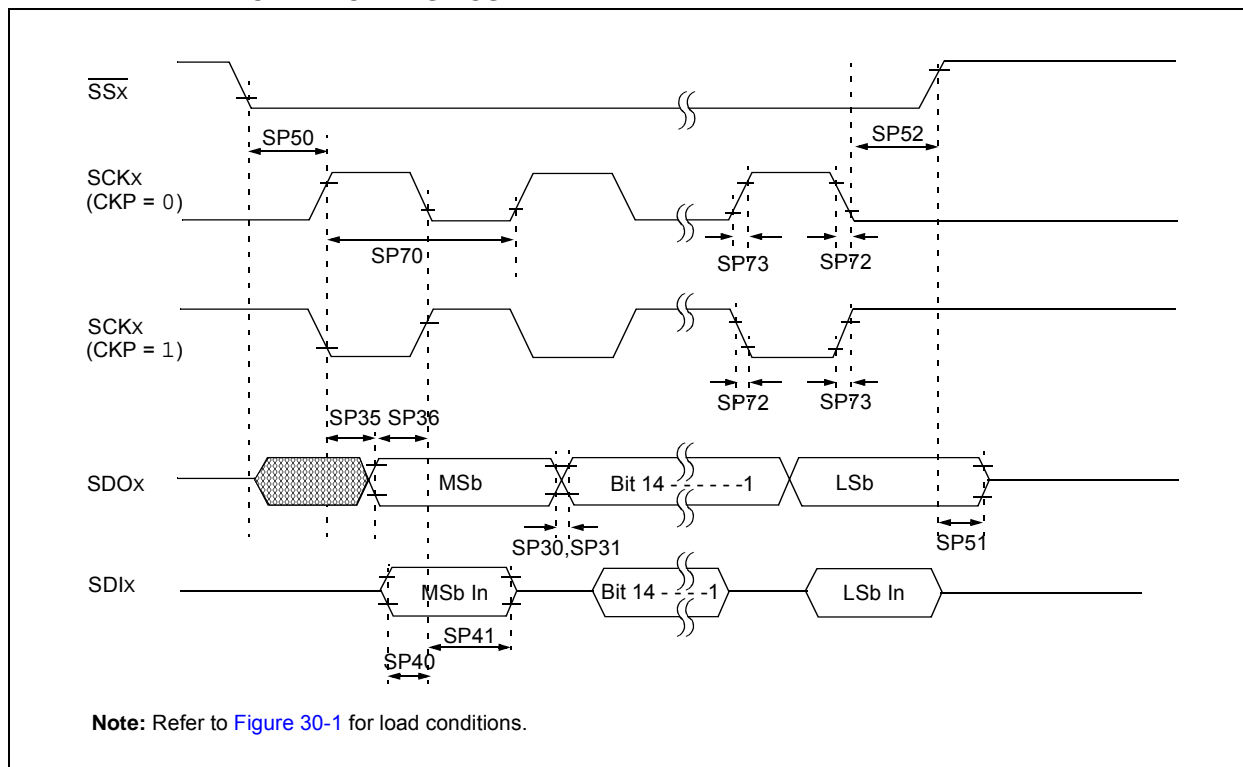 SSx
SP50
SP52
SCKx
(CKP = 0)
SP70
SP73
SP72
SCKx
(CKP = 1)
SP72
SP73
SP35
SP36
SDOx
MSb
Bit 14 - - - - - -1
LSb
SP30,SP31
SP51
SDIx
MSb In
Bit 14 - - - -1
LSb In
SP41
SP40
Note: Refer to Figure 30-1 for load conditions.